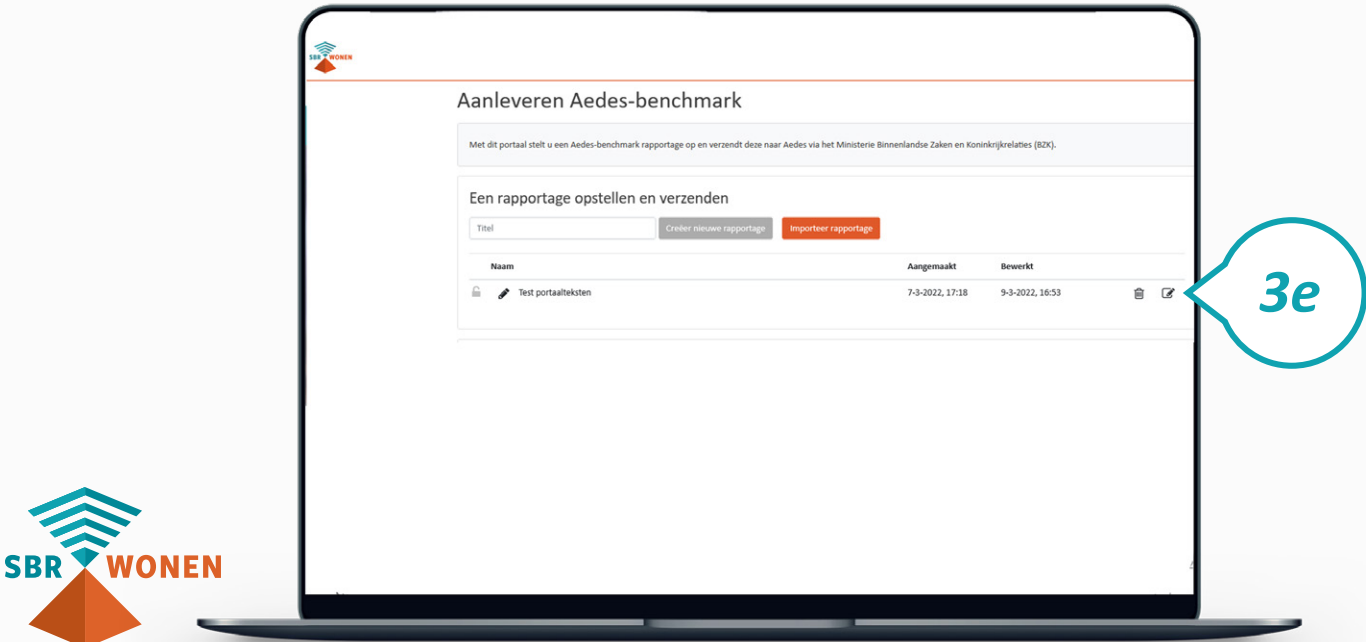 SBR WONEN
Aanleveren Aedes-benchmark
Met dit portaal stelt u een Aedes-benchmark rapportage op en verzendt deze naar Aedes via het Ministerie Binnenlandse Zaken en Koninkrijkrelaties (BZK).
Een rapportage opstellen en verzenden
Titel Creëer nieuwe rapportage Importeer rapportage
Naam Aangemaakt Bewerkt
Test portaalteksten 7-3-2022, 17:18 9-3-2022, 16:53
3e
SBR WONEN